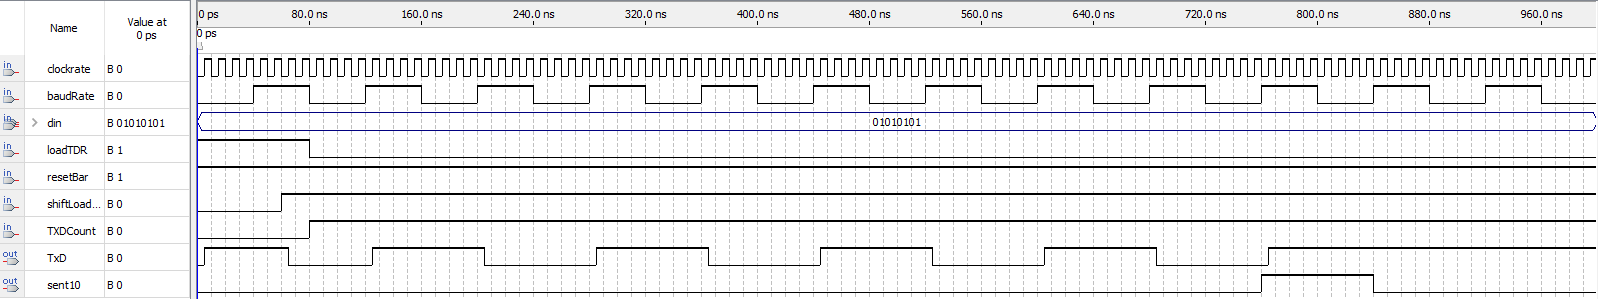 Name Value at 0 ps
0 ps 80.0 ns 160.0 ns 240.0 ns 320.0 ns 400.0 ns 480.0 ns 560.0 ns 640.0 ns 720.0 ns 800.0 ns 880.0 ns 960.0 ns
0 ps
in clockrate B 0
in baudRate B 0
in > din B 01010101 01010101
in loadTDR B 1
in resetBar B 1
in shiftLoad... B 0
in TXDCount B 0
out TxD B 0
out sent10 B 0